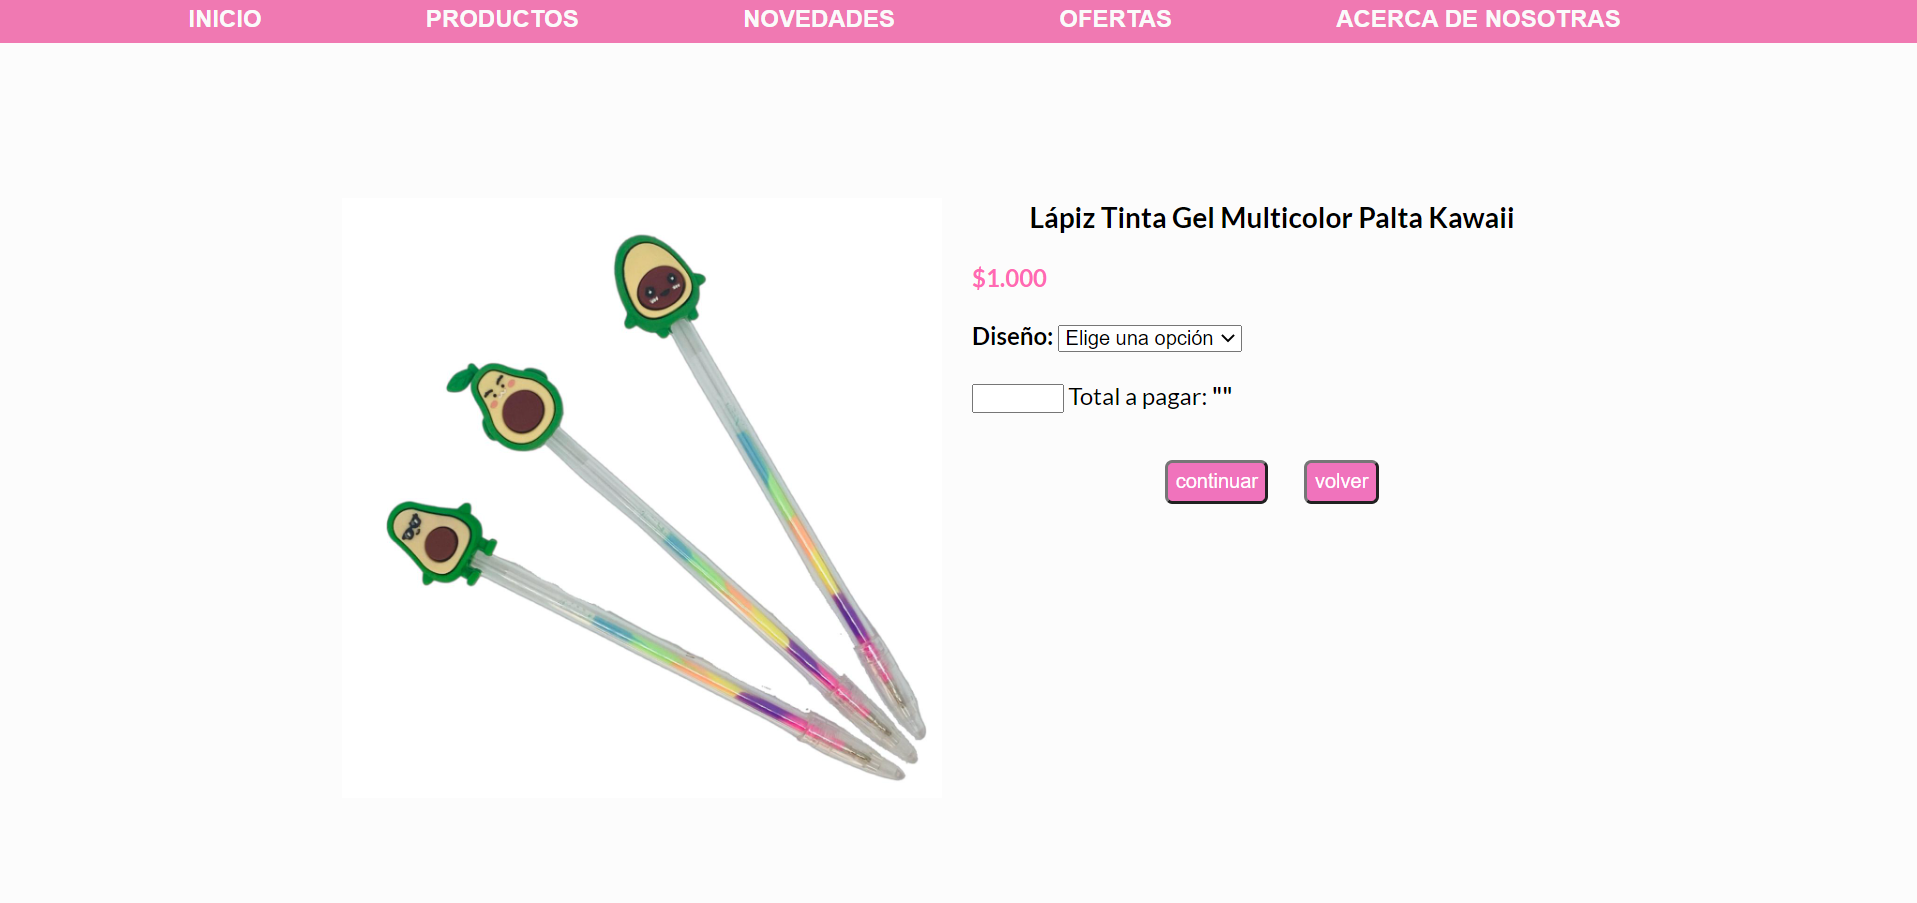 INICIO PRODUCTOS NOVEDADES OFERTAS ACERCA DE NOSOTRAS
Lápiz Tinta Gel Multicolor Palta Kawaii
$1.000
Diseño: Elige una opción
Total a pagar: ""
continuar volver